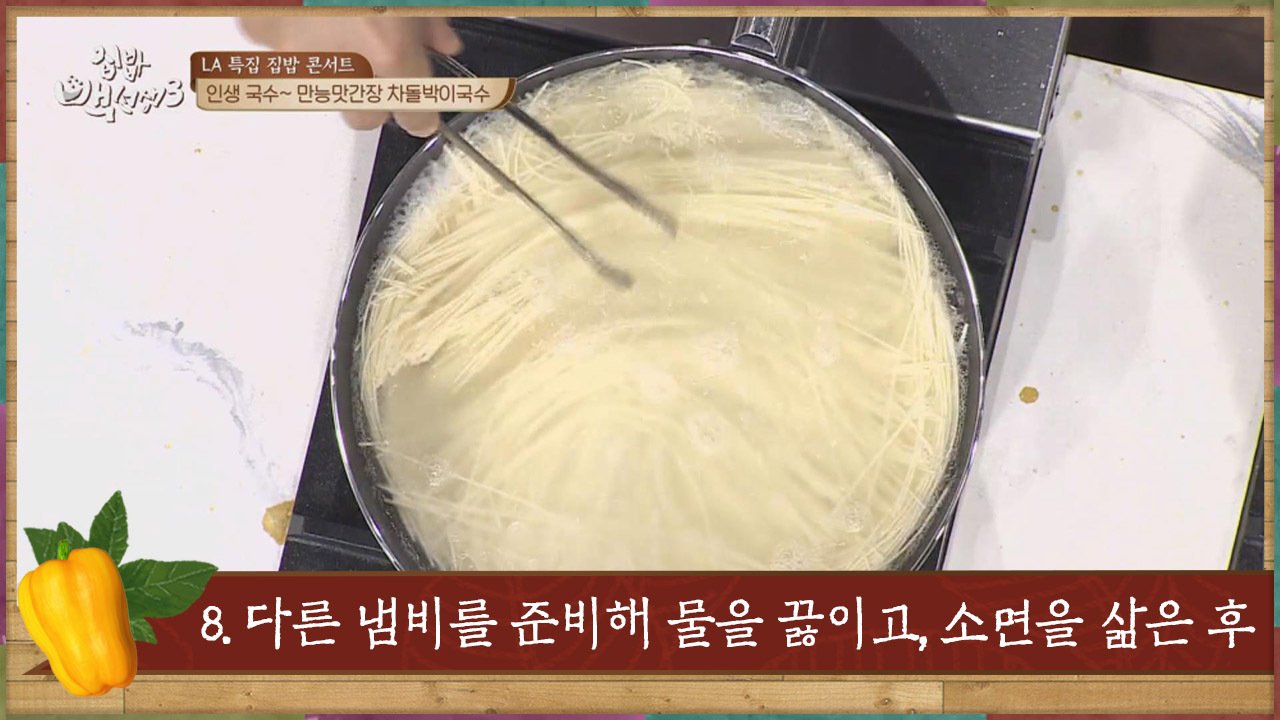 집밥
백선생3
LA 특집 집밥 콘서트
인생 국수~ 만능맛간장 차돌박이국수
8. 다른 냄비를 준비해 물을 끓이고, 소면을 삶은 후